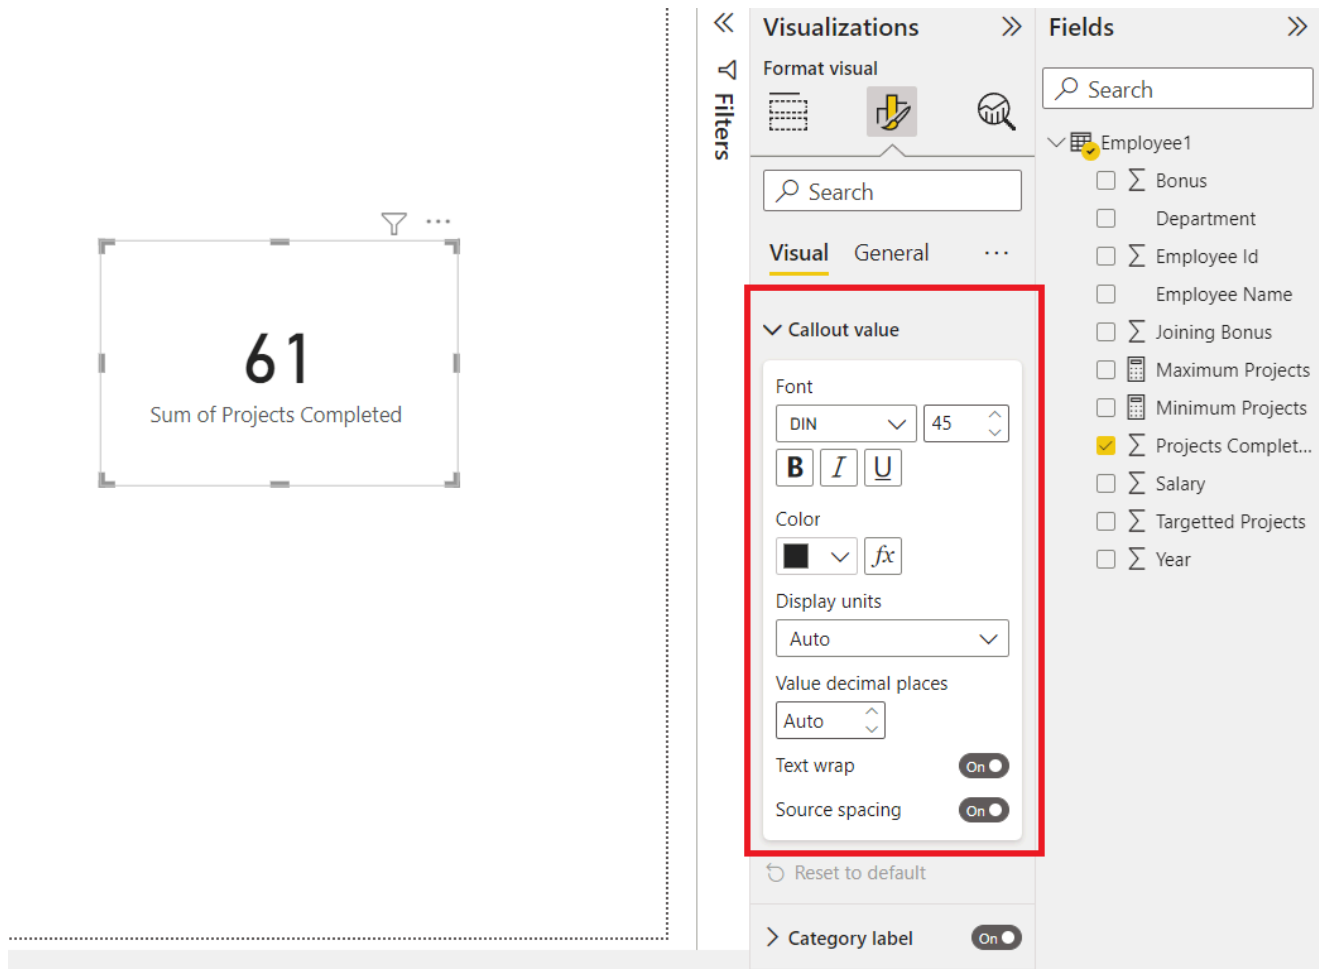 61
Sum of Projects Completed
Filters
Visualizations
Format visual
Search
Visual General
Callout value
Font
DIN 45
B I U
Color
fx
Display units
Auto
Value decimal places
Auto
Text wrap On
Source spacing On
Reset to default
Category label On
Fields
Search
Employee1
Σ Bonus
Department
Σ Employee Id
Employee Name
Σ Joining Bonus
Maximum Projects
Minimum Projects
Σ Projects Complet...
Σ Salary
Σ Targetted Projects
Σ Year